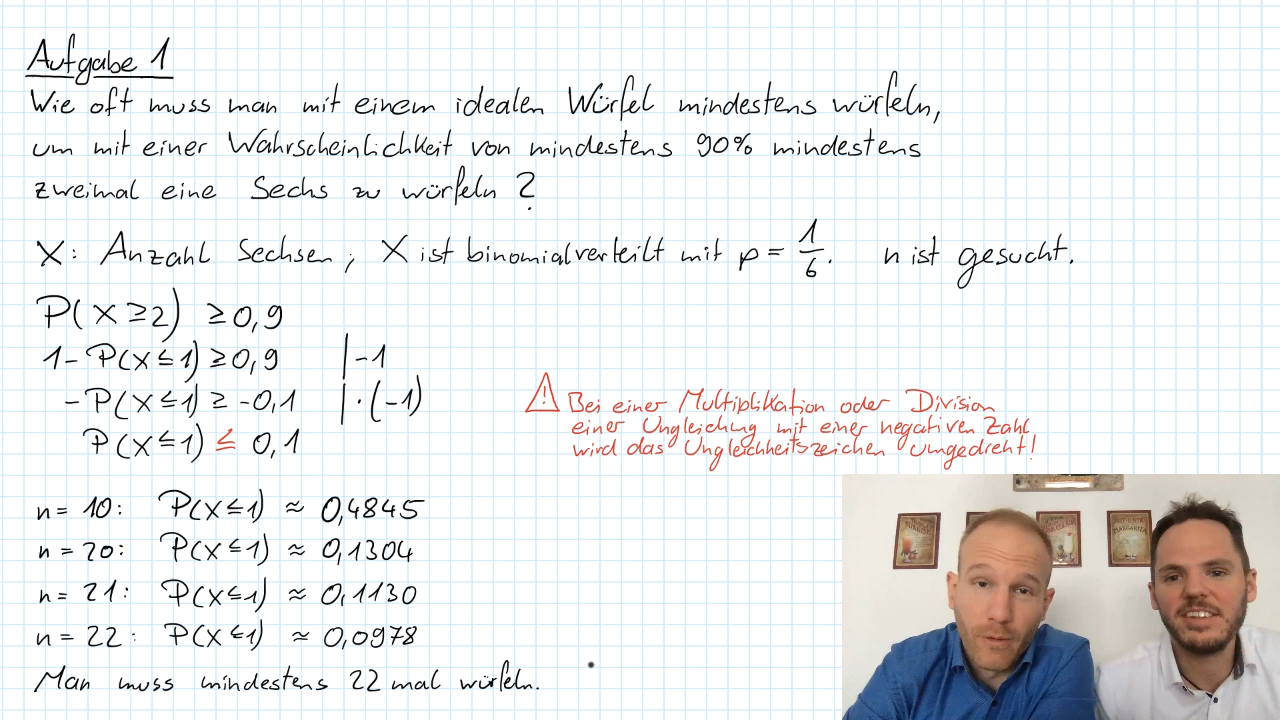 Aufgabe 1
Wie oft muss man mit einem idealen Würfel mindestens würfeln,
um mit einer Wahrscheinlichkeit von mindestens 90% mindestens
zweimal eine Sechs zu würfeln?
X: Anzahl Sechsen; X ist binomialverteilt mit p = 1/6. n ist gesucht.
P(X≥2) ≥0,9
1- P(X≤1) ≥0,9 |-1
-P(X≤1) ≥ -0,1 |·(-1)
P(X≤1) ≤ 0,1
! Bei einer Multiplikation oder Division
einer Ungleichung mit einer negativen Zahl
wird das Ungleichheitszeichen umgedreht!
n = 10: P(X≤1) ≈ 0,4845
n = 20: P(X≤1) ≈ 0,1304
n = 21: P(X≤1) ≈ 0,1130
n = 22: P(X≤1) ≈ 0,0978
Man muss mindestens 22 mal würfeln.
MARGARITA